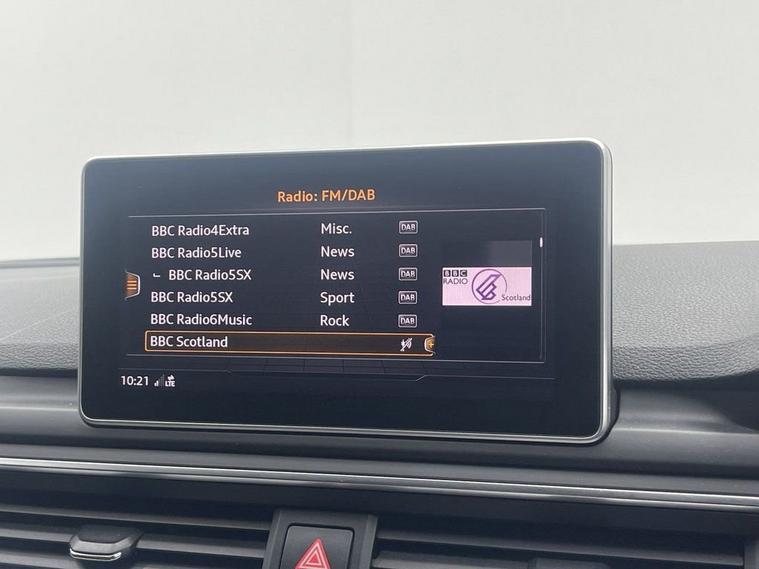 Radio: FM/DAB
BBC Radio4Extra Misc. DAB
BBC Radio5Live News DAB
BBC Radio5SX News DAB
BBC Radio5SX Sport DAB
BBC Radio6Music Rock DAB
BBC Scotland
BBC
RADIO
Scotland
10:21 LTE